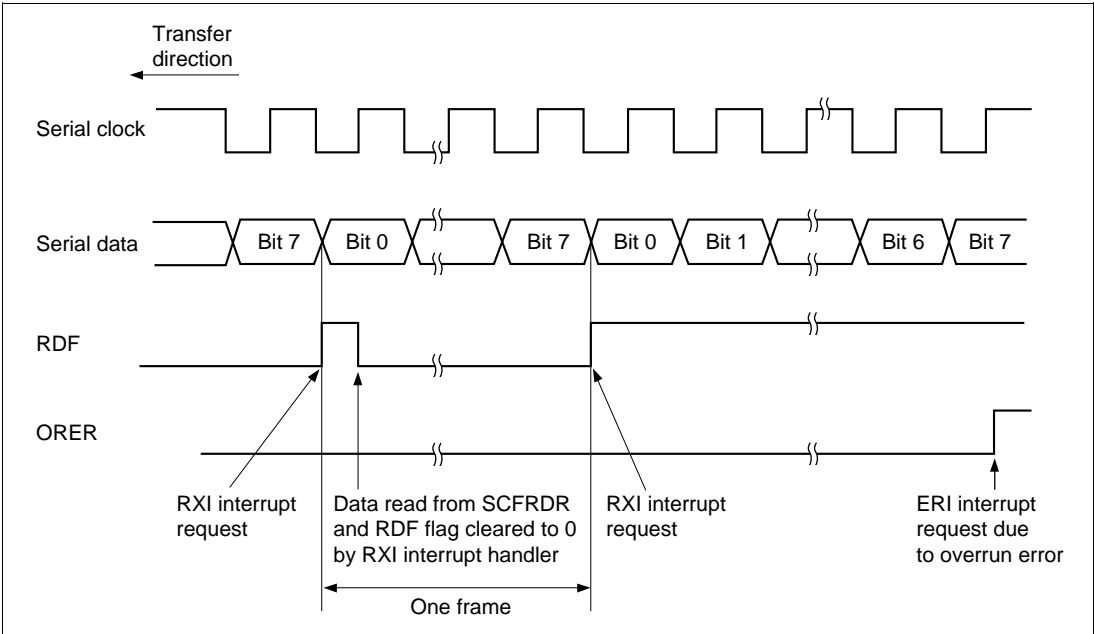 Transfer
direction
Serial clock
Serial data
Bit 7
Bit 0
Bit 7
Bit 0
Bit 1
Bit 6
Bit 7
RDF
ORER
RXI interrupt
request
Data read from SCFRDR
and RDF flag cleared to 0
by RXI interrupt handler
RXI interrupt
request
ERI interrupt
request due
to overrun error
One frame